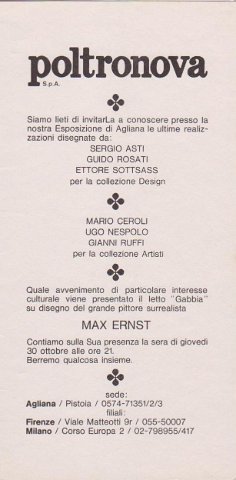 poltronova
S.p.A.
Siamo lieti di invitarLa a conoscere presso la
nostra Esposizione di Agliana le ultime realiz-
zazioni disegnate da:
SERGIO ASTI
GUIDO ROSATI
ETTORE SOTTSASS
per la collezione Design
MARIO CEROLI
UGO NESPOLO
GIANNI RUFFI
per la collezione Artisti
Quale avvenimento di particolare interesse
culturale viene presentato il letto "Gabbia"
su disegno del grande pittore surrealista
MAX ERNST
Contiamo sulla Sua presenza la sera di giovedi
30 ottobre alle ore 21.
Berremo qualcosa insieme.
sede:
Agliana / Pistoia / 0574-71351/2/3
filiali:
Firenze / Viale Matteotti 9r / 055-50007
Milano / Corso Europa 2 / 02-798955/417